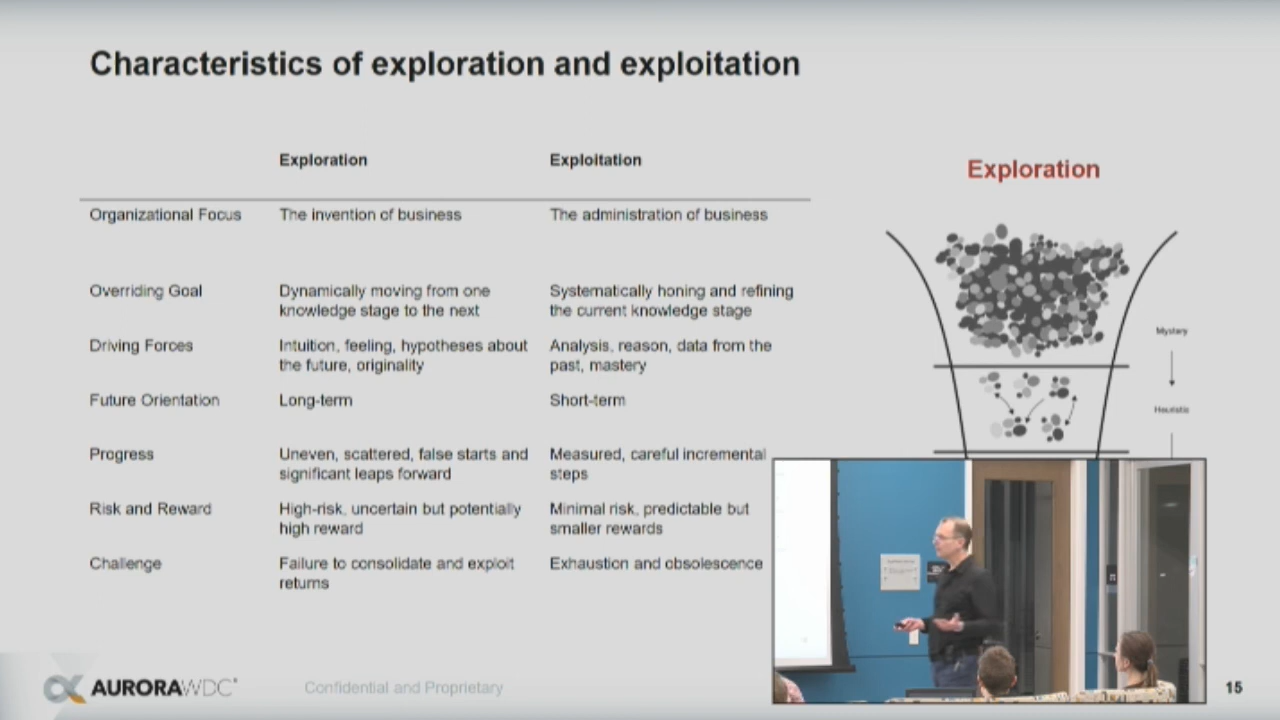 Characteristics of exploration and exploitation
Exploration
Exploitation
Organizational Focus
The invention of business
The administration of business
Overriding Goal
Dynamically moving from one
knowledge stage to the next
Systematically honing and refining
the current knowledge stage
Driving Forces
Intuition, feeling, hypotheses about
the future, originality
Analysis, reason, data from the
past, mastery
Future Orientation
Long-term
Short-term
Progress
Uneven, scattered, false starts and
significant leaps forward
Measured, careful incremental
steps
Risk and Reward
High-risk, uncertain but potentially
high reward
Minimal risk, predictable but
smaller rewards
Challenge
Failure to consolidate and exploit
returns
Exhaustion and obsolescence
Exploration
Mystery
Heuristic
AURORAWDC
Confidential and Proprietary
15